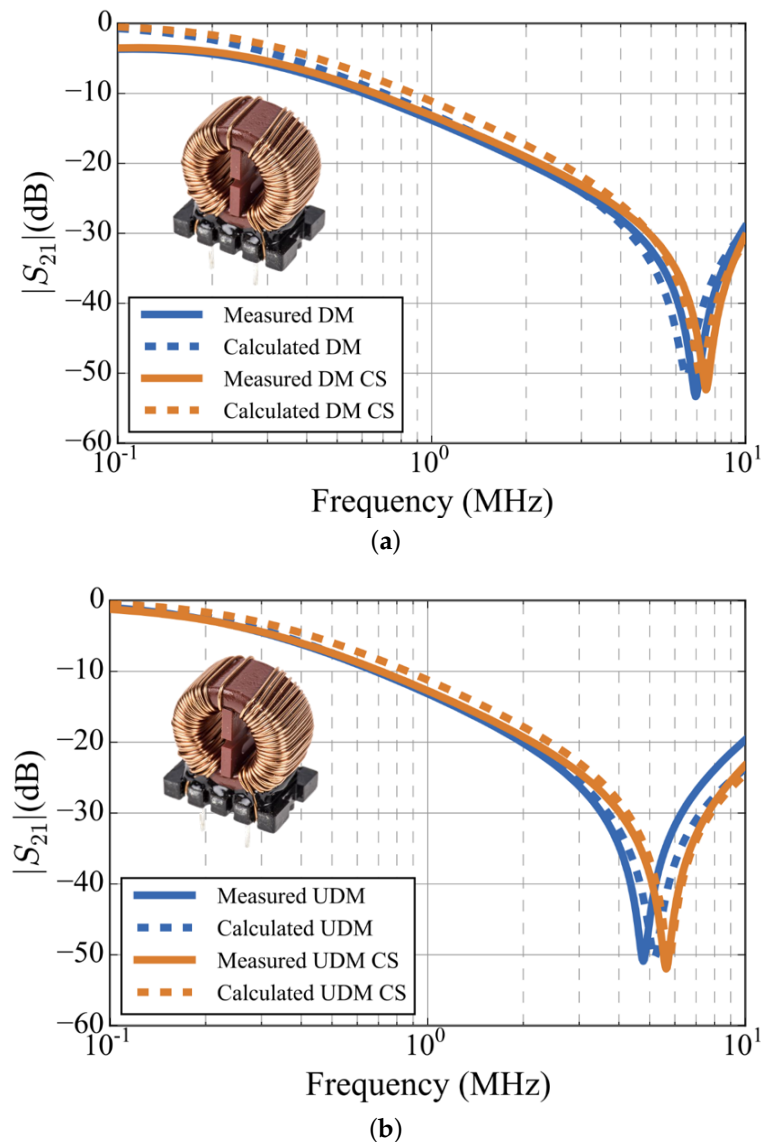 0
−10
−20
−30
−40
−50
−60
|S₂₁|(dB)
Measured DM
Calculated DM
Measured DM CS
Calculated DM CS
10⁻¹ 10⁰ 10¹
Frequency (MHz)
(a)
0
−10
−20
−30
−40
−50
−60
|S₂₁|(dB)
Measured UDM
Calculated UDM
Measured UDM CS
Calculated UDM CS
10⁻¹ 10⁰ 10¹
Frequency (MHz)
(b)